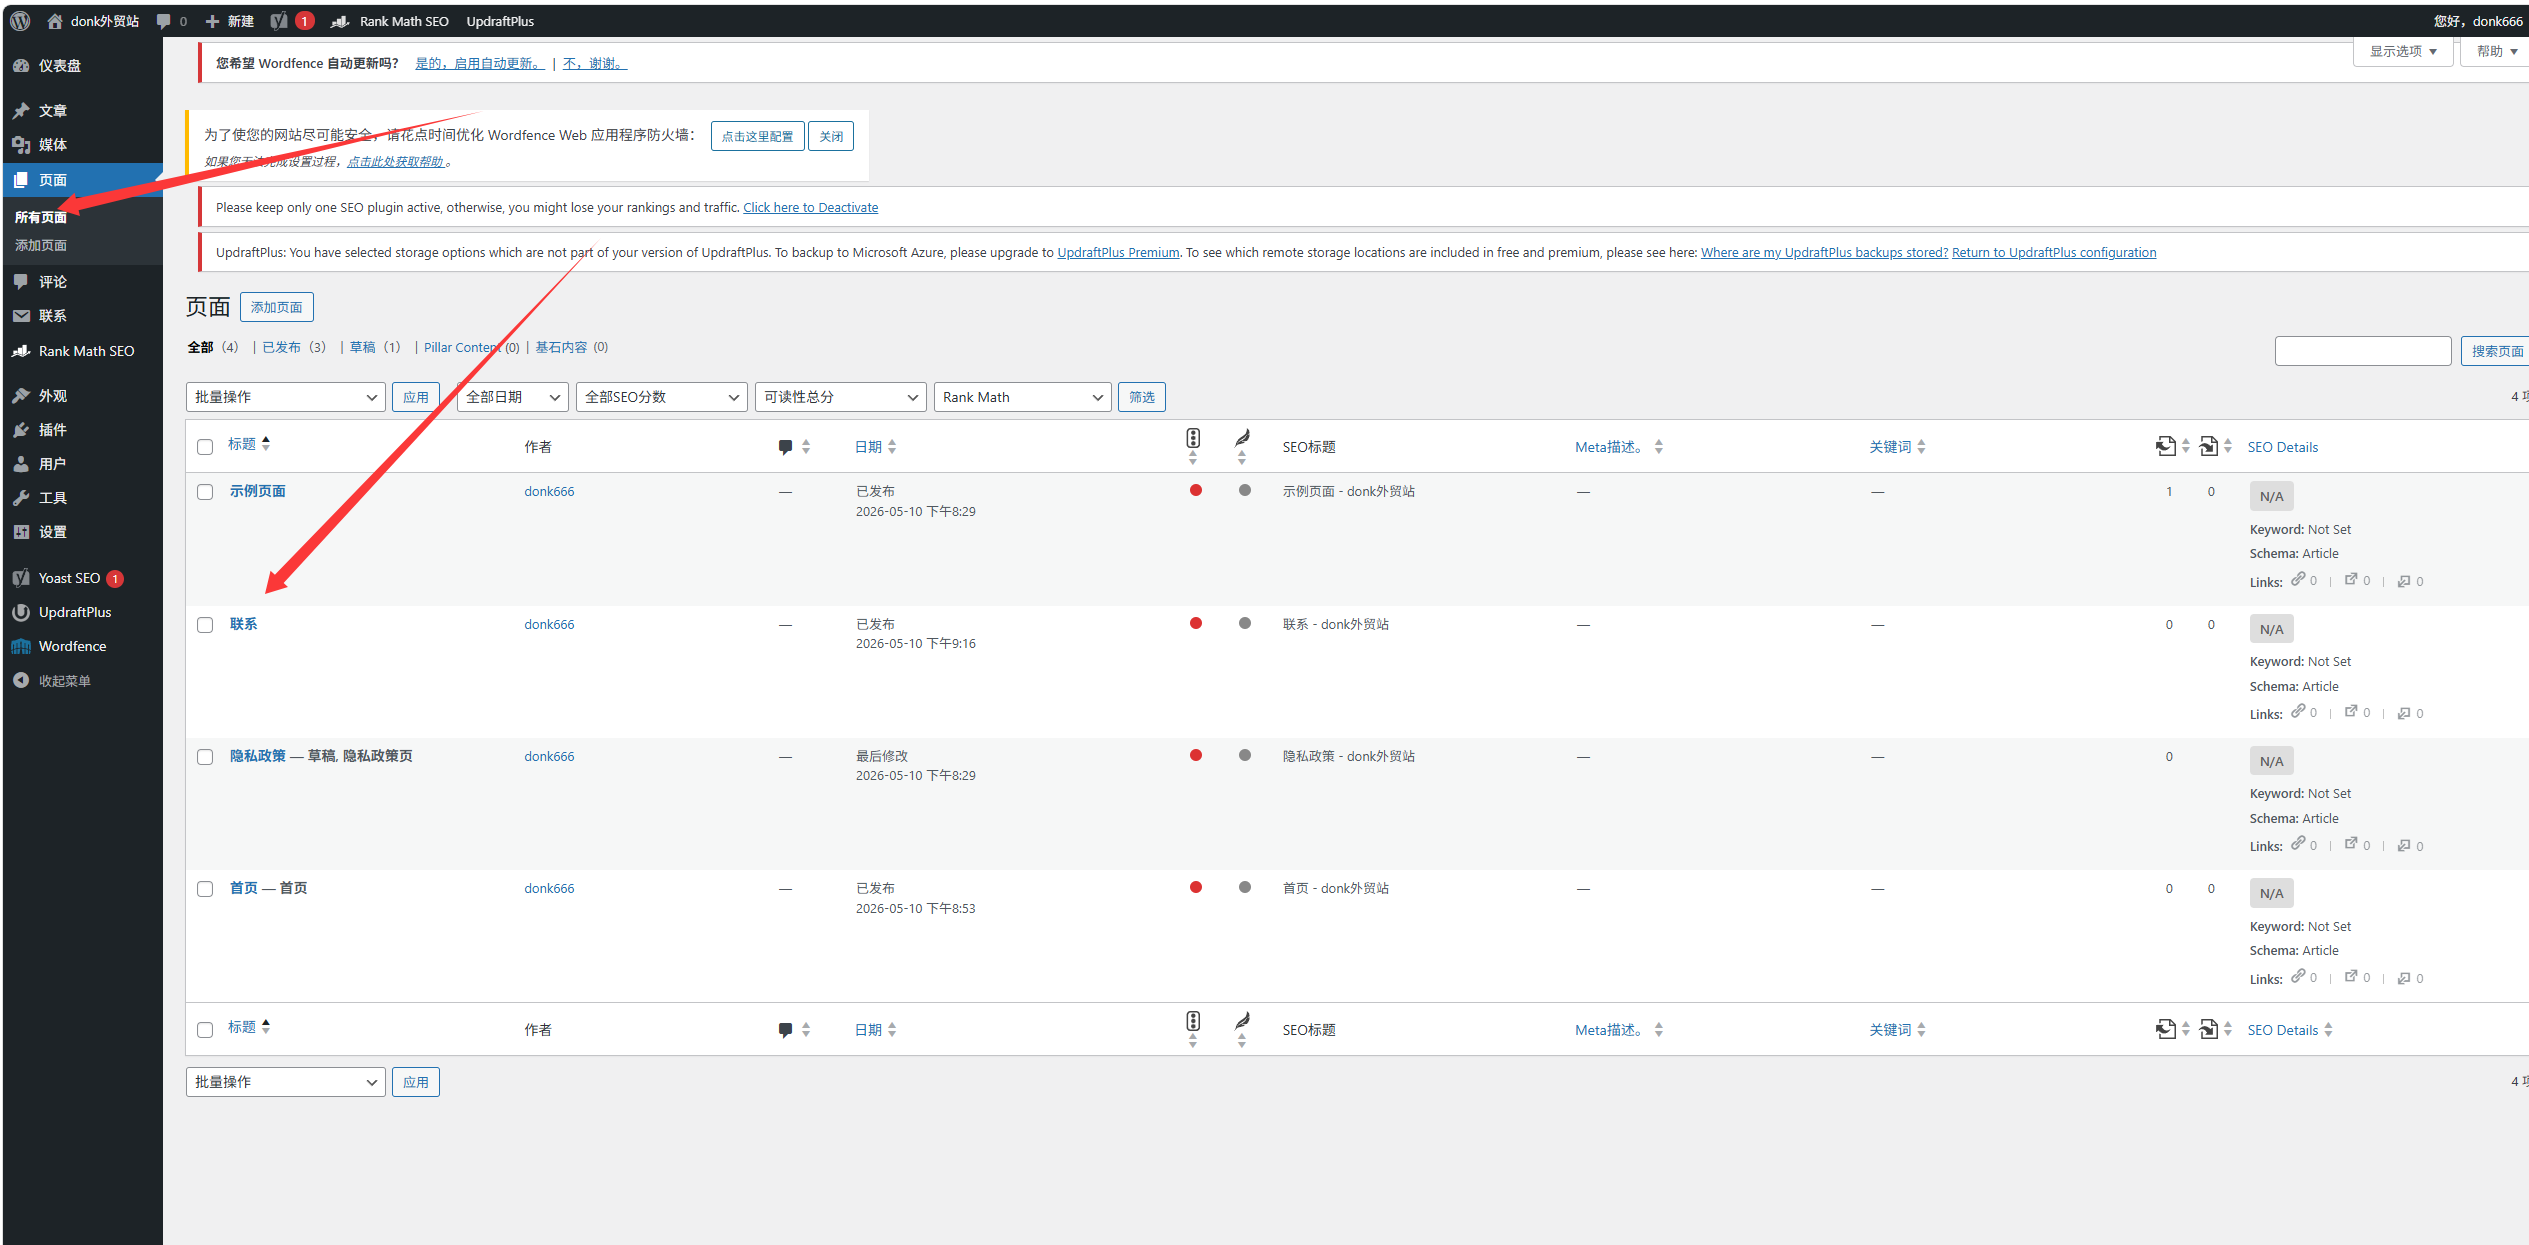 donk外贸站 0 新建 1 Rank Math SEO UpdraftPlus 您好，donk666
仪表盘
文章
媒体
页面
所有页面
添加页面
评论
联系
Rank Math SEO
外观
插件
用户
工具
设置
Yoast SEO 1
UpdraftPlus
Wordfence
收起菜单
显示选项 帮助
您希望 Wordfence 自动更新吗？ 是的，启用自动更新。 | 不，谢谢。
为了使您的网站尽可能安全，请花点时间优化 Wordfence Web 应用程序防火墙： 点击这里配置 关闭
如果您无法完成设置过程，点击此处获取帮助。
Please keep only one SEO plugin active, otherwise, you might lose your rankings and traffic. Click here to Deactivate
UpdraftPlus: You have selected storage options which are not part of your version of UpdraftPlus. To backup to Microsoft Azure, please upgrade to UpdraftPlus Premium. To see which remote storage locations are included in free and premium, please see here: Where are my UpdraftPlus backups stored? Return to UpdraftPlus configuration
页面 添加页面
全部 （4） | 已发布 （3） | 草稿 （1） | Pillar Content (0) | 基石内容 (0)
搜索页面
批量操作 应用 全部日期 全部SEO分数 可读性总分 Rank Math 筛选 4 项
标题 作者 日期 SEO标题 Meta描述。 关键词 SEO Details
示例页面 donk666 — 已发布 示例页面 - donk外贸站 — — 1 0 N/A
2026-05-10 下午8:29
Keyword: Not Set
Schema: Article
Links: 0 | 0 | 0
联系 donk666 — 已发布 联系 - donk外贸站 — — 0 0 N/A
2026-05-10 下午9:16
Keyword: Not Set
Schema: Article
Links: 0 | 0 | 0
隐私政策 — 草稿, 隐私政策页 donk666 — 最后修改 隐私政策 - donk外贸站 — — 0 N/A
2026-05-10 下午8:29
Keyword: Not Set
Schema: Article
Links: 0 | 0 | 0
首页 — 首页 donk666 — 已发布 首页 - donk外贸站 — — 0 0 N/A
2026-05-10 下午8:53
Keyword: Not Set
Schema: Article
Links: 0 | 0 | 0
标题 作者 日期 SEO标题 Meta描述。 关键词 SEO Details
批量操作 应用 4 项